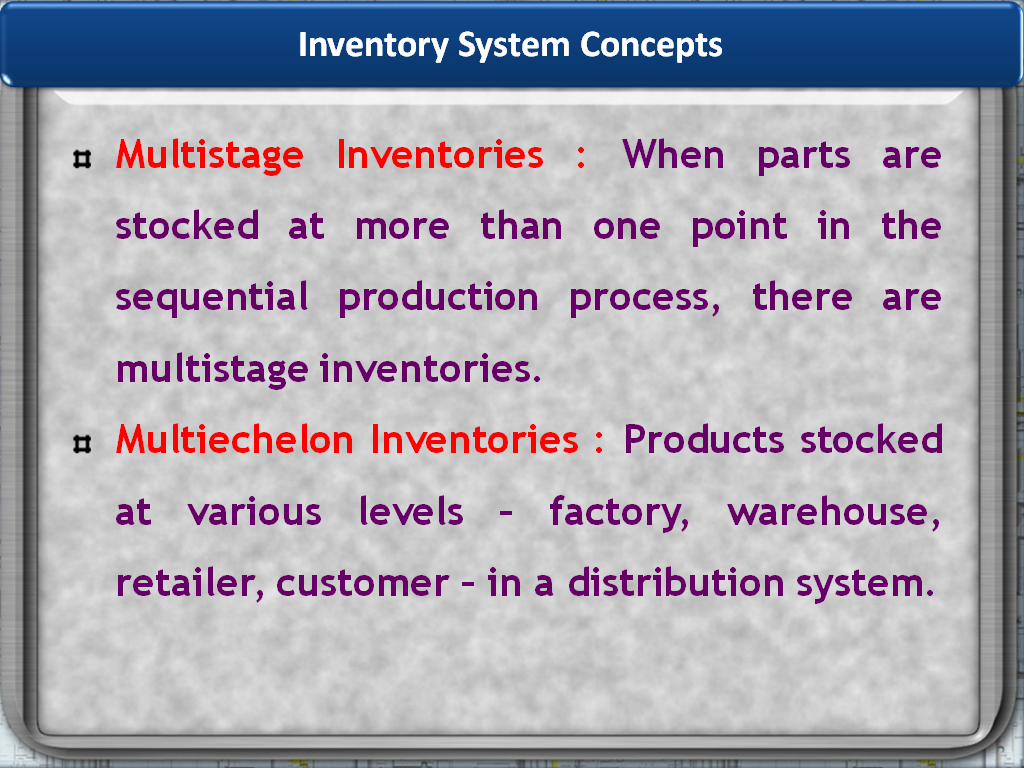 Inventory System Concepts
Multistage Inventories : When parts are
stocked at more than one point in the
sequential production process, there are
multistage inventories.
Multiechelon Inventories : Products stocked
at various levels – factory, warehouse,
retailer, customer – in a distribution system.